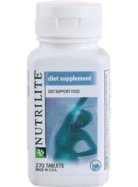 NUTRILITE
diet supplement
DIET SUPPORT FOOD
270 TABLETS
MADE IN U.S.A.